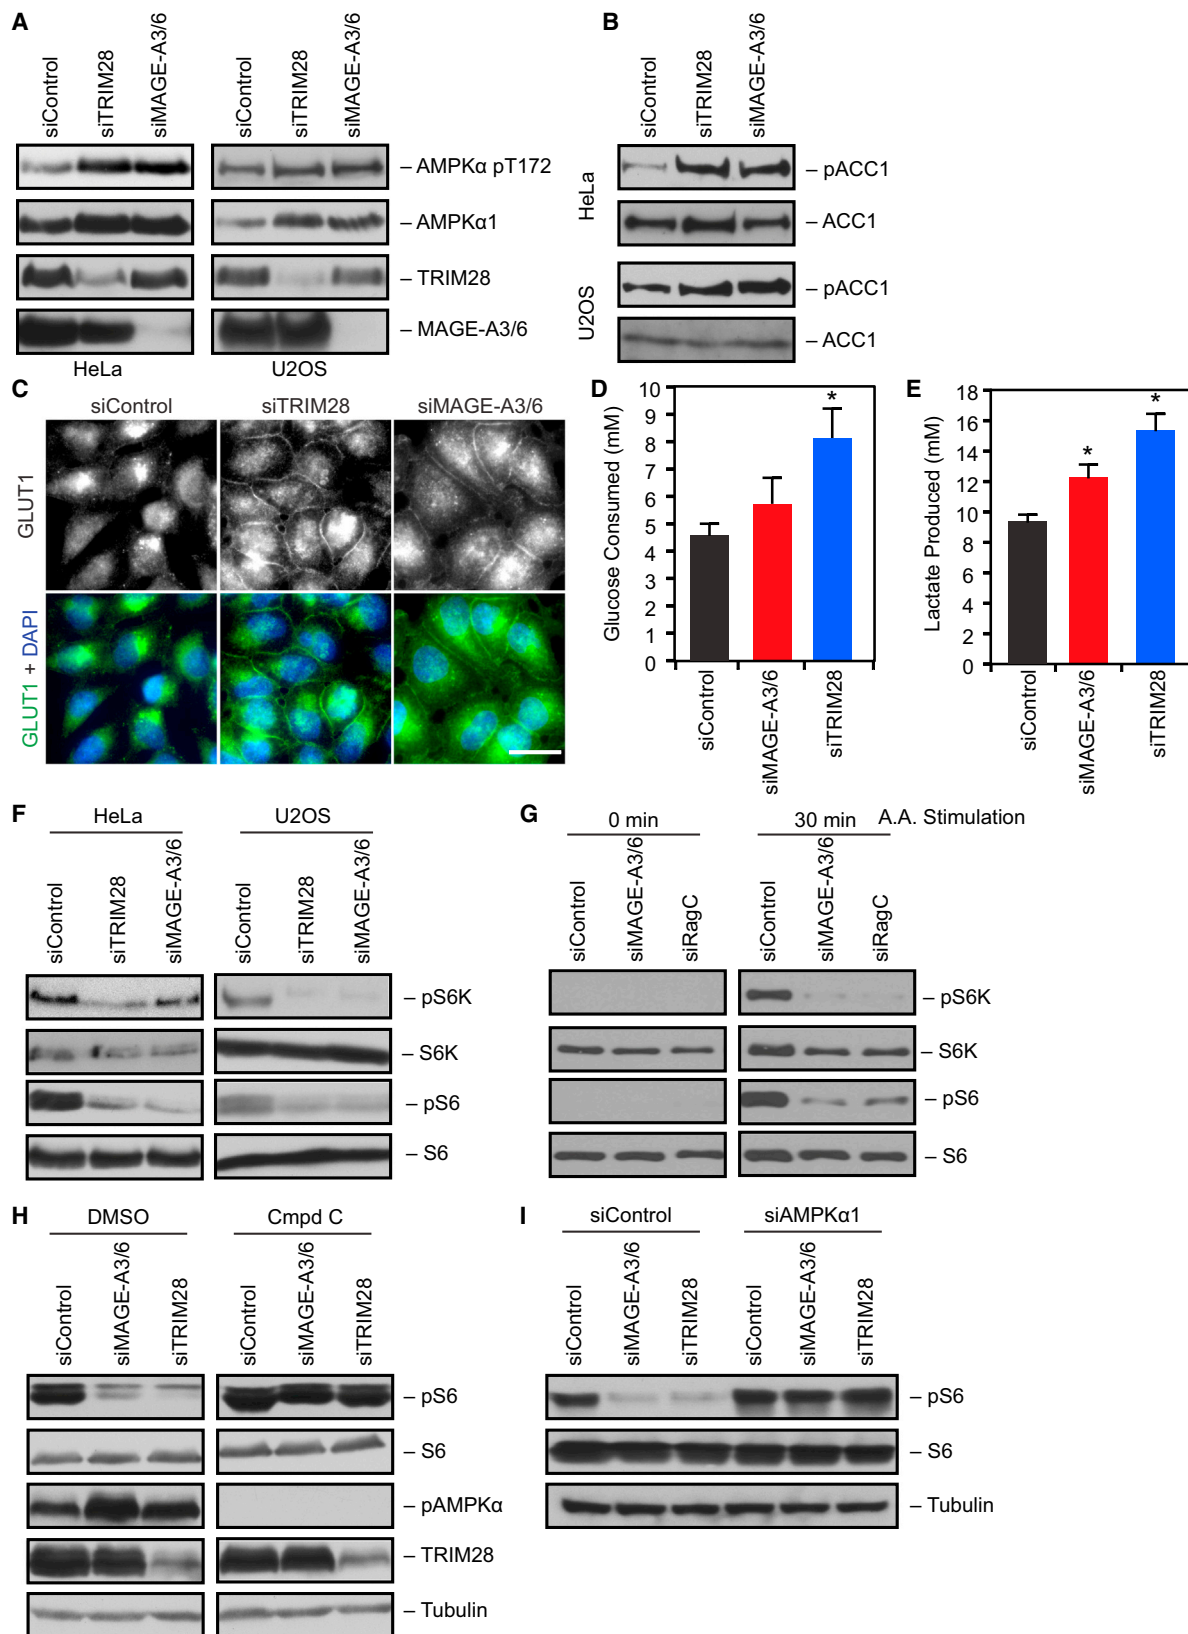 A
siControl
siTRIM28
siMAGE-A3/6
siControl
siTRIM28
siMAGE-A3/6
– AMPKα pT172
– AMPKα1
– TRIM28
– MAGE-A3/6
HeLa
U2OS
B
siControl
siTRIM28
siMAGE-A3/6
HeLa
– pACC1
– ACC1
U2OS
– pACC1
– ACC1
C
siControl
siTRIM28
siMAGE-A3/6
GLUT1
GLUT1 + DAPI
D
Glucose Consumed (mM)
10
9
8
7
6
5
4
3
2
1
0
*
siControl
siMAGE-A3/6
siTRIM28
E
Lactate Produced (mM)
18
16
14
12
10
8
6
4
2
0
*
*
siControl
siMAGE-A3/6
siTRIM28
F
HeLa
U2OS
siControl
siTRIM28
siMAGE-A3/6
siControl
siTRIM28
siMAGE-A3/6
– pS6K
– S6K
– pS6
– S6
G
0 min
30 min
A.A. Stimulation
siControl
siMAGE-A3/6
siRagC
siControl
siMAGE-A3/6
siRagC
– pS6K
– S6K
– pS6
– S6
H
DMSO
Cmpd C
siControl
siMAGE-A3/6
siTRIM28
siControl
siMAGE-A3/6
siTRIM28
– pS6
– S6
– pAMPKα
– TRIM28
– Tubulin
I
siControl
siAMPKα1
siControl
siMAGE-A3/6
siTRIM28
siControl
siMAGE-A3/6
siTRIM28
– pS6
– S6
– Tubulin